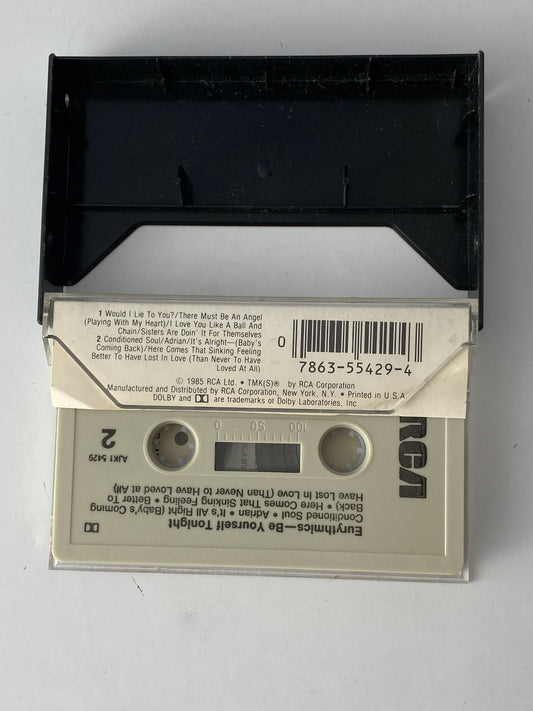 1 Would I Lie To You?/There Must Be An Angel
(Playing With My Heart)/I Love You Like A Ball And
Chain/Sisters Are Doin' It For Themselves
2 Conditioned Soul/Adrian/It's Alright—(Baby's
Coming Back)/Here Comes That Sinking Feeling
Better To Have Lost In Love (Than Never To Have
Loved At All)
0
7863-55429-4
© 1985 RCA Ltd. • TMK(S)® by RCA Corporation
Manufactured and Distributed by RCA Corporation, New York, N.Y. • Printed in U.S.A.
DOLBY and are trademarks of Dolby Laboratories, Inc.
Eurythmics—Be Yourself Tonight
Conditioned Soul • Adrian • It's All Right (Baby's Coming
Back) • Here Comes That Sinking Feeling • Better To
Have Lost In Love (Than Never to Have Loved at All)
RCA
100 50 0
2
AJK1 5429